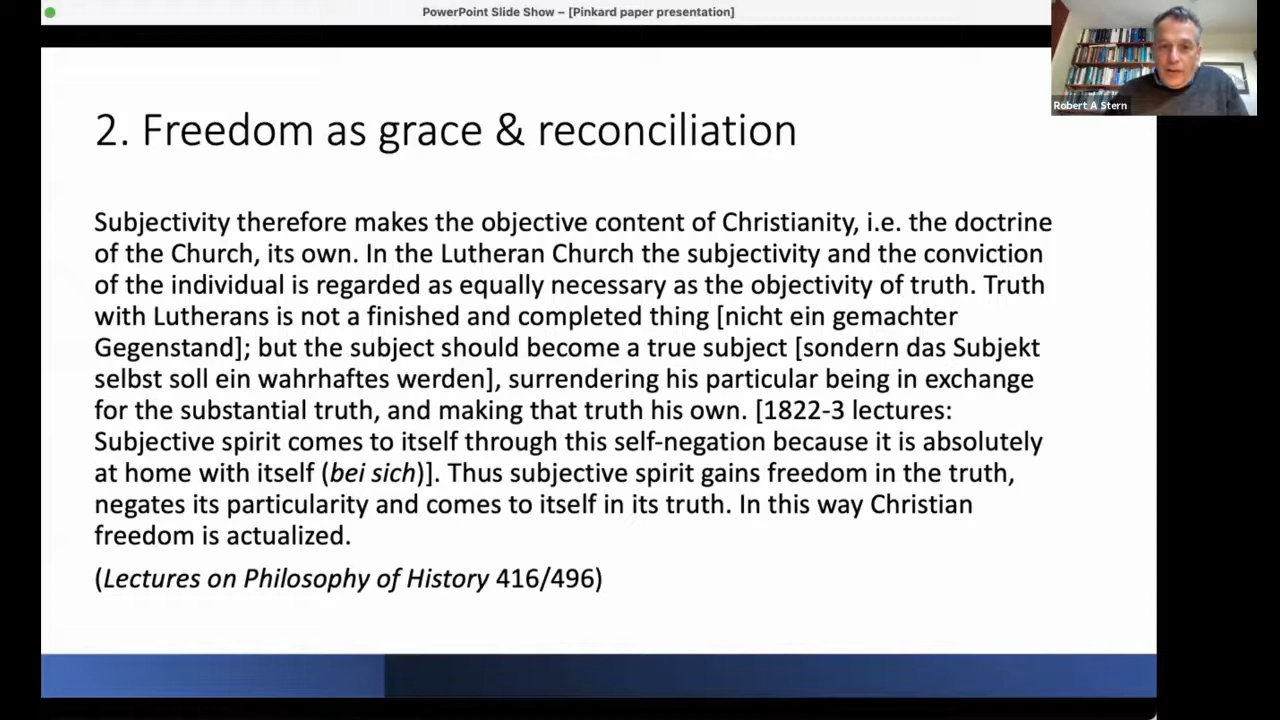 PowerPoint Slide Show – [Pinkard paper presentation]
Robert A Stern
2. Freedom as grace & reconciliation
Subjectivity therefore makes the objective content of Christianity, i.e. the doctrine
of the Church, its own. In the Lutheran Church the subjectivity and the conviction
of the individual is regarded as equally necessary as the objectivity of truth. Truth
with Lutherans is not a finished and completed thing [nicht ein gemachter
Gegenstand]; but the subject should become a true subject [sondern das Subjekt
selbst soll ein wahrhaftes werden], surrendering his particular being in exchange
for the substantial truth, and making that truth his own. [1822-3 lectures:
Subjective spirit comes to itself through this self-negation because it is absolutely
at home with itself (bei sich)]. Thus subjective spirit gains freedom in the truth,
negates its particularity and comes to itself in its truth. In this way Christian
freedom is actualized.
(Lectures on Philosophy of History 416/496)